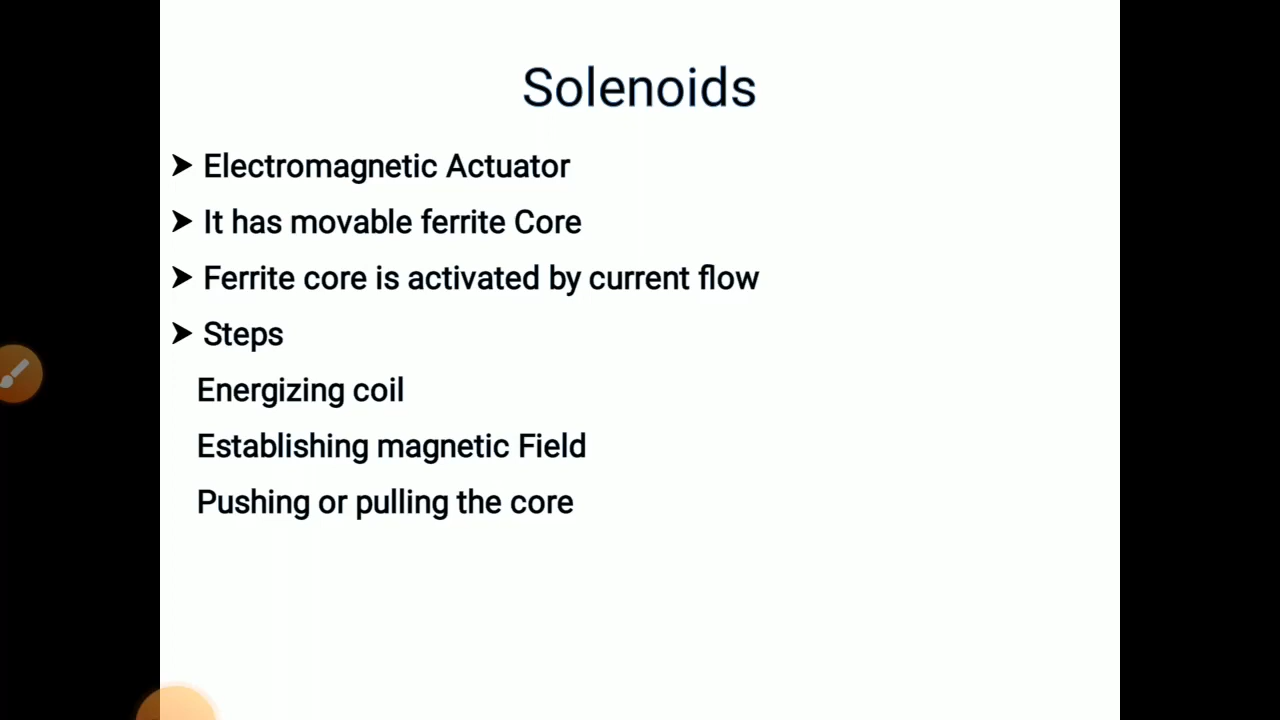 Solenoids
➤ Electromagnetic Actuator
➤ It has movable ferrite Core
➤ Ferrite core is activated by current flow
➤ Steps
Energizing coil
Establishing magnetic Field
Pushing or pulling the core